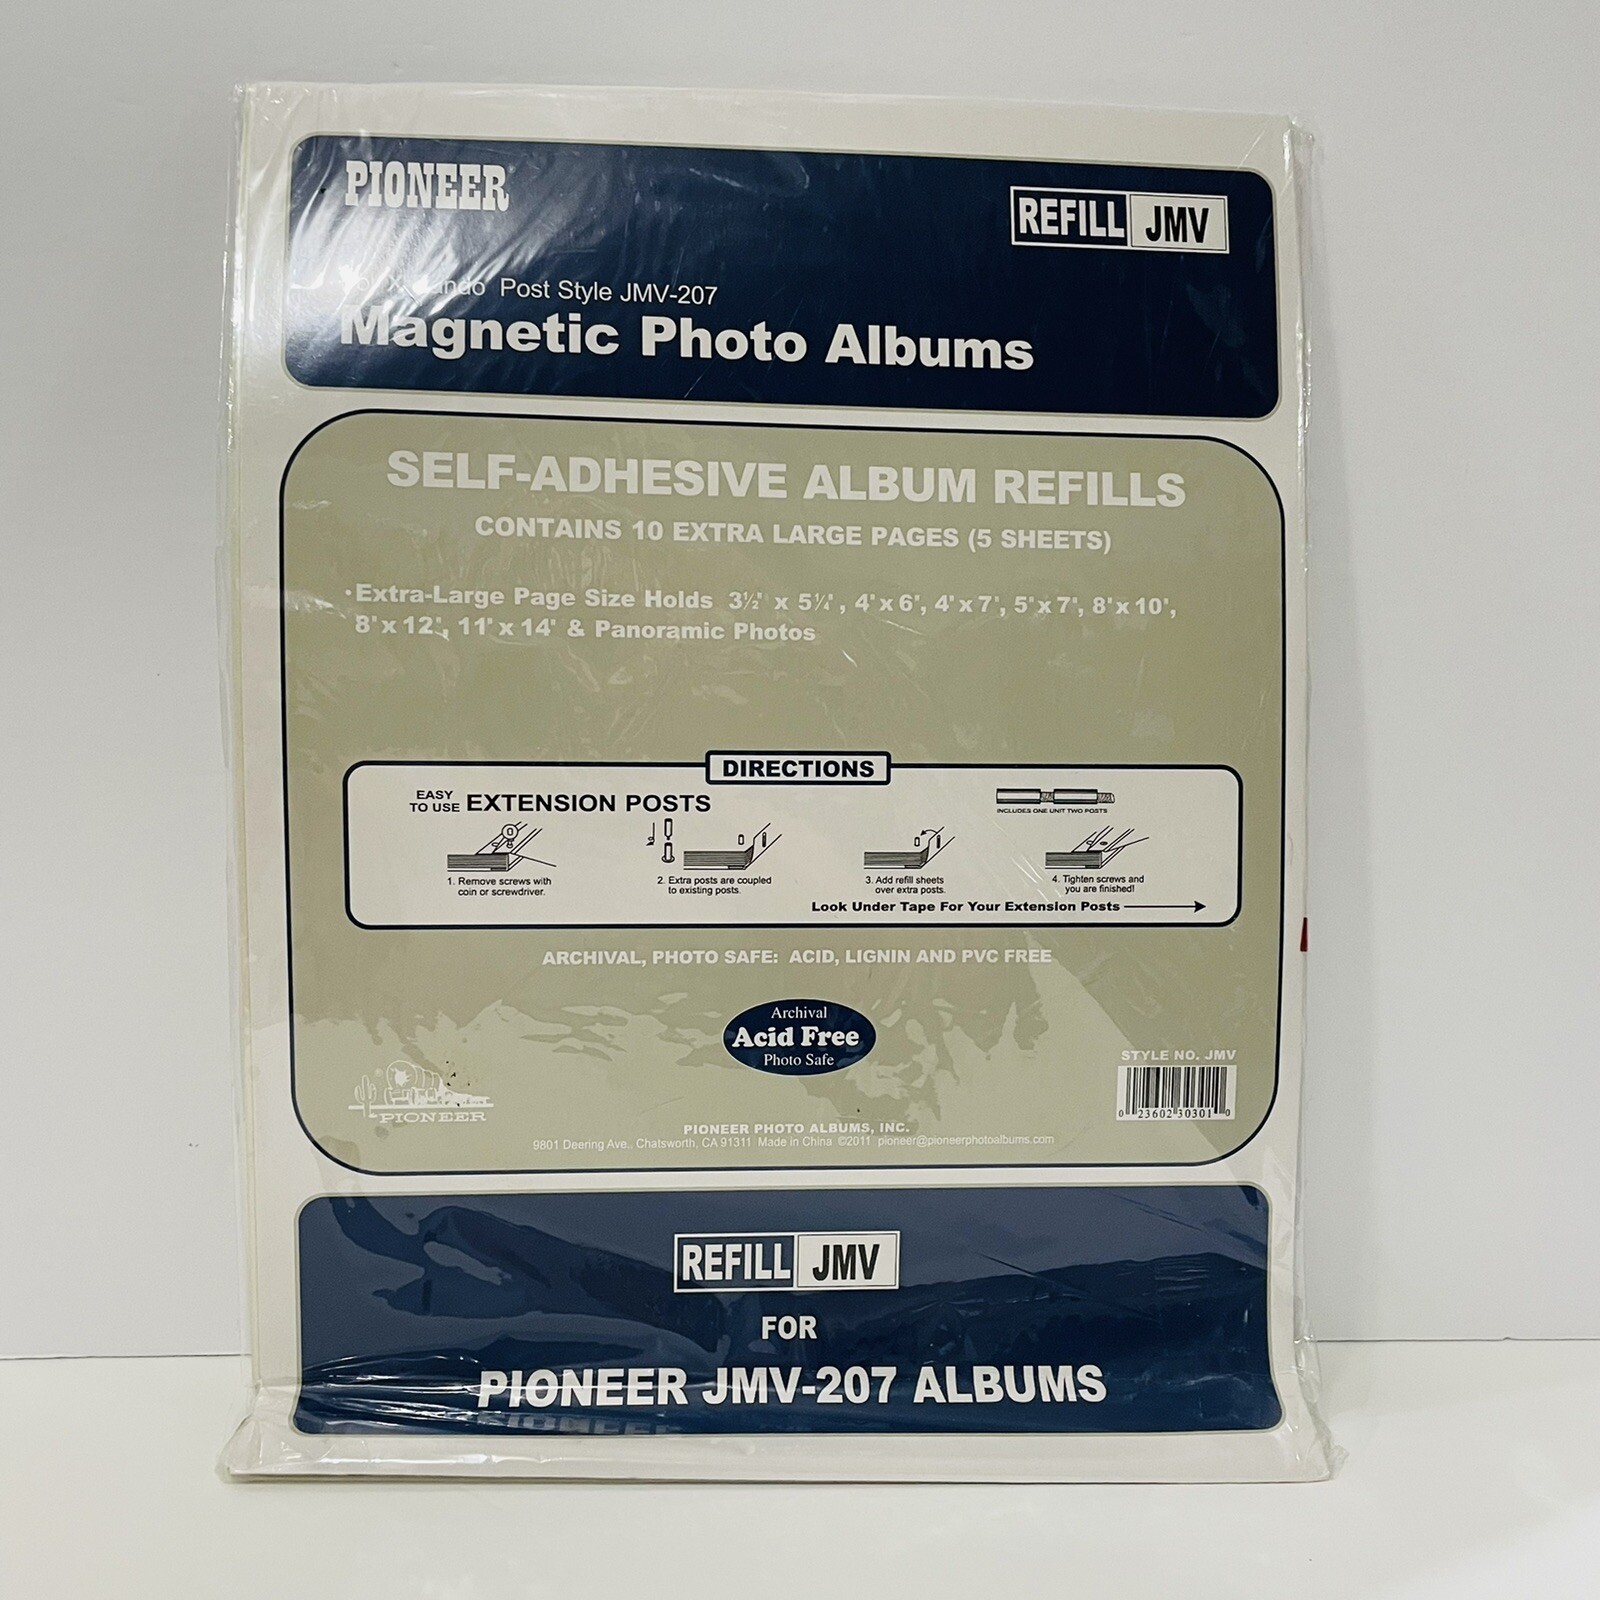 PIONEER
REFILL JMV
Post Style JMV-207
Magnetic Photo Albums
SELF-ADHESIVE ALBUM REFILLS
CONTAINS 10 EXTRA LARGE PAGES (5 SHEETS)
· Extra-Large Page Size Holds 3½" x 5¼", 4"x 6", 4"x 7", 5"x 7", 8"x 10",
8"x 12", 11"x 14" & Panoramic Photos
DIRECTIONS
EASY
TO USE EXTENSION POSTS
INCLUDES ONE UNIT TWO POSTS
1. Remove screws with
coin or screwdriver.
2. Extra posts are coupled
to existing posts.
3. Add refill sheets
over extra posts.
4. Tighten screws and
you are finished!
Look Under Tape For Your Extension Posts
ARCHIVAL, PHOTO SAFE: ACID, LIGNIN AND PVC FREE
Archival
Acid Free
Photo Safe
STYLE NO. JMV
0 23602 30301 0
PIONEER
PIONEER PHOTO ALBUMS, INC.
9801 Deering Ave., Chatsworth, CA 91311 Made in China ©2011 pioneer@pioneerphotoalbums.com
REFILL JMV
FOR
PIONEER JMV-207 ALBUMS